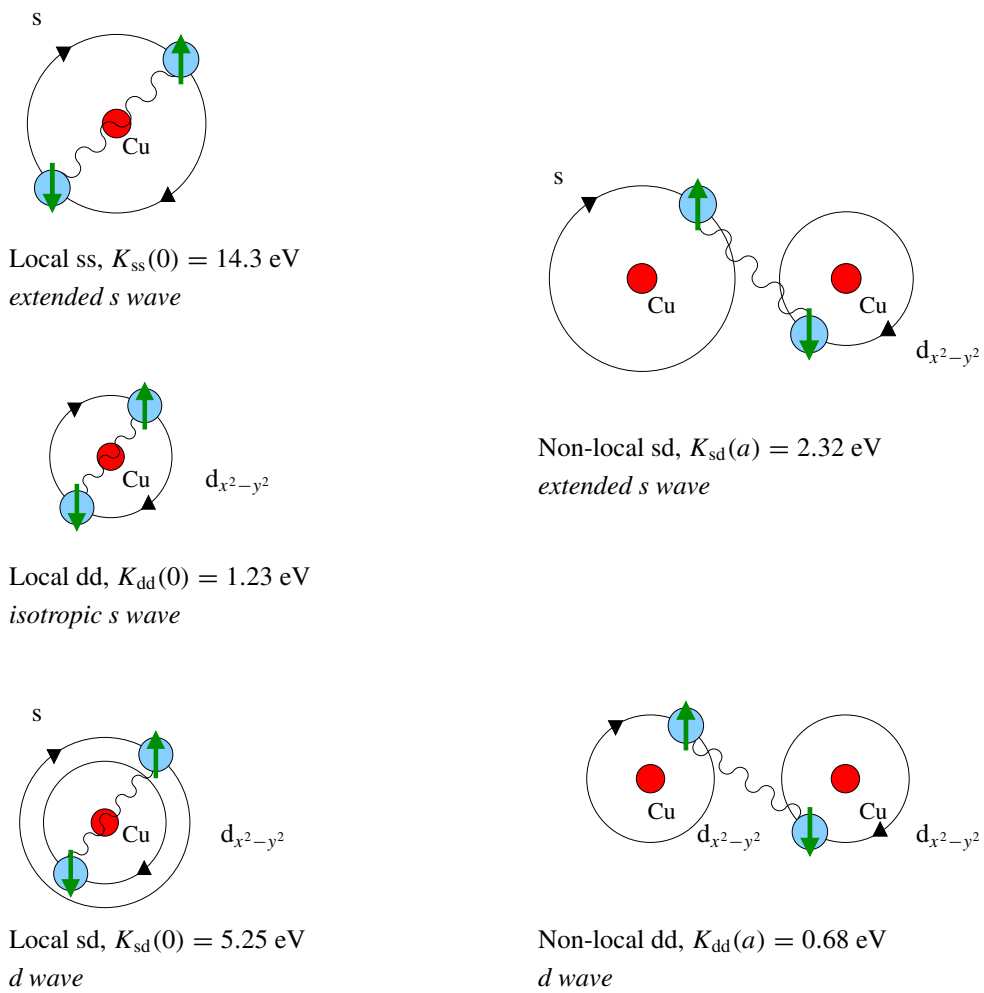 s
Cu
Local ss, K_ss(0) = 14.3 eV
extended s wave
Cu
d_{x²−y²}
Local dd, K_dd(0) = 1.23 eV
isotropic s wave
s
Cu
d_{x²−y²}
Local sd, K_sd(0) = 5.25 eV
d wave
s
Cu
Cu
d_{x²−y²}
Non-local sd, K_sd(a) = 2.32 eV
extended s wave
Cu
Cu
d_{x²−y²}
d_{x²−y²}
Non-local dd, K_dd(a) = 0.68 eV
d wave